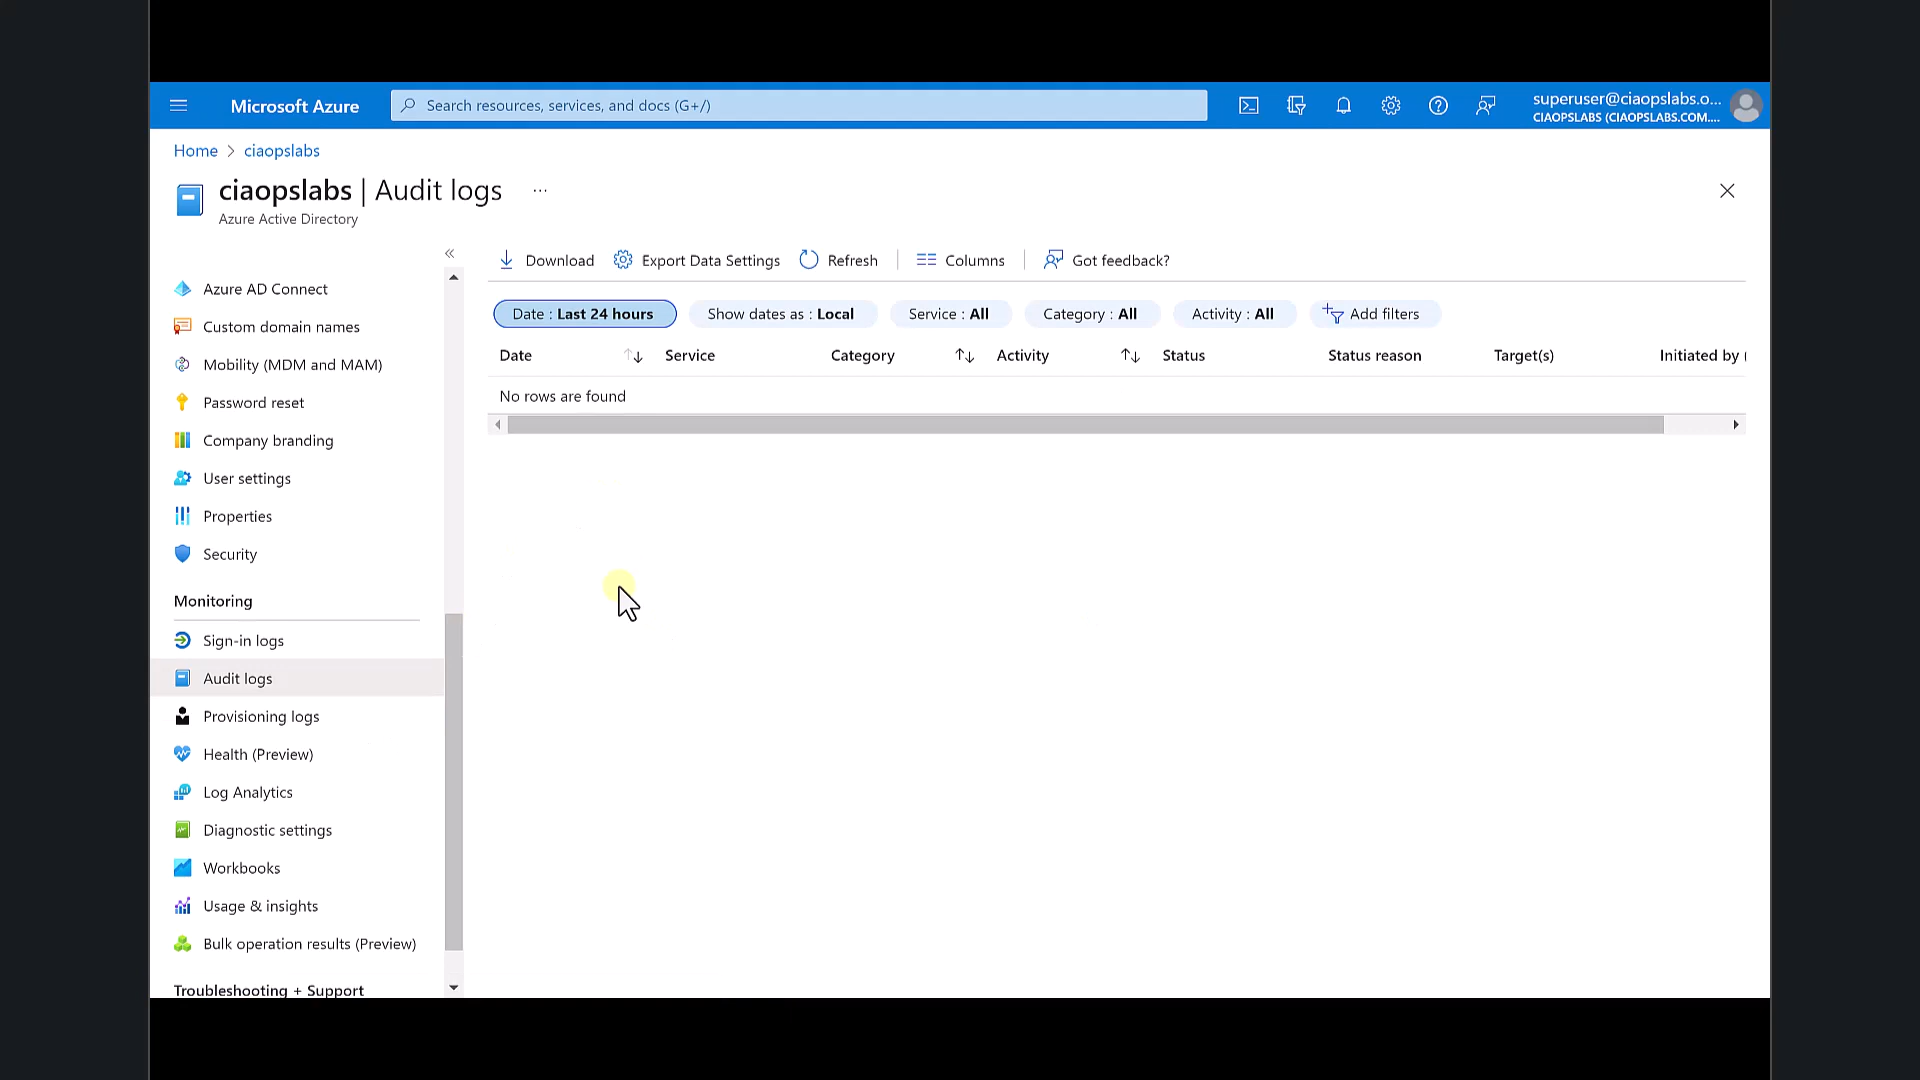 Microsoft Azure
Search resources, services, and docs (G+/)
superuser@ciaopslabs.o...
CIAOPSLABS (CIAOPSLABS.COM....
Home > ciaopslabs
ciaopslabs | Audit logs ...
Azure Active Directory
Download
Export Data Settings
Refresh
Columns
Got feedback?
Date : Last 24 hours
Show dates as : Local
Service : All
Category : All
Activity : All
Add filters
Date
Service
Category
Activity
Status
Status reason
Target(s)
Initiated by (
No rows are found
Azure AD Connect
Custom domain names
Mobility (MDM and MAM)
Password reset
Company branding
User settings
Properties
Security
Monitoring
Sign-in logs
Audit logs
Provisioning logs
Health (Preview)
Log Analytics
Diagnostic settings
Workbooks
Usage & insights
Bulk operation results (Preview)
Troubleshooting + Support